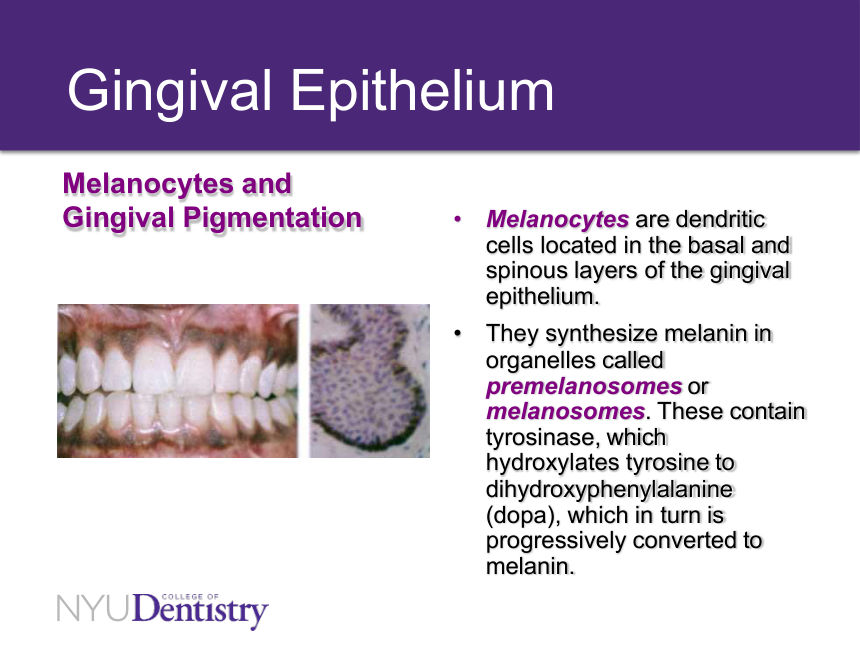 Gingival Epithelium
Melanocytes and
Gingival Pigmentation
• Melanocytes are dendritic
cells located in the basal and
spinous layers of the gingival
epithelium.
• They synthesize melanin in
organelles called
premelanosomes or
melanosomes. These contain
tyrosinase, which
hydroxylates tyrosine to
dihydroxyphenylalanine
(dopa), which in turn is
progressively converted to
melanin.
COLLEGE OF
NYU Dentistry